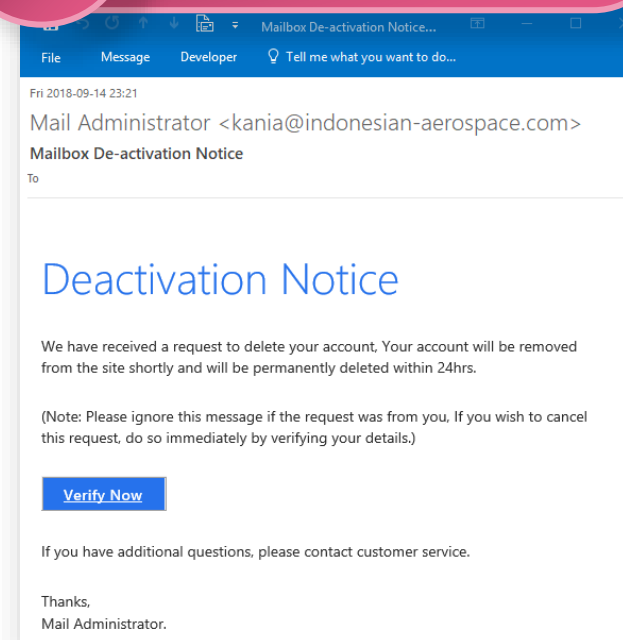 Mailbox De-activation Notice...
File Message Developer Tell me what you want to do...
Fri 2018-09-14 23:21
Mail Administrator <kania@indonesian-aerospace.com>
Mailbox De-activation Notice
To
Deactivation Notice
We have received a request to delete your account, Your account will be removed
from the site shortly and will be permanently deleted within 24hrs.
(Note: Please ignore this message if the request was from you, If you wish to cancel
this request, do so immediately by verifying your details.)
Verify Now
If you have additional questions, please contact customer service.
Thanks,
Mail Administrator.